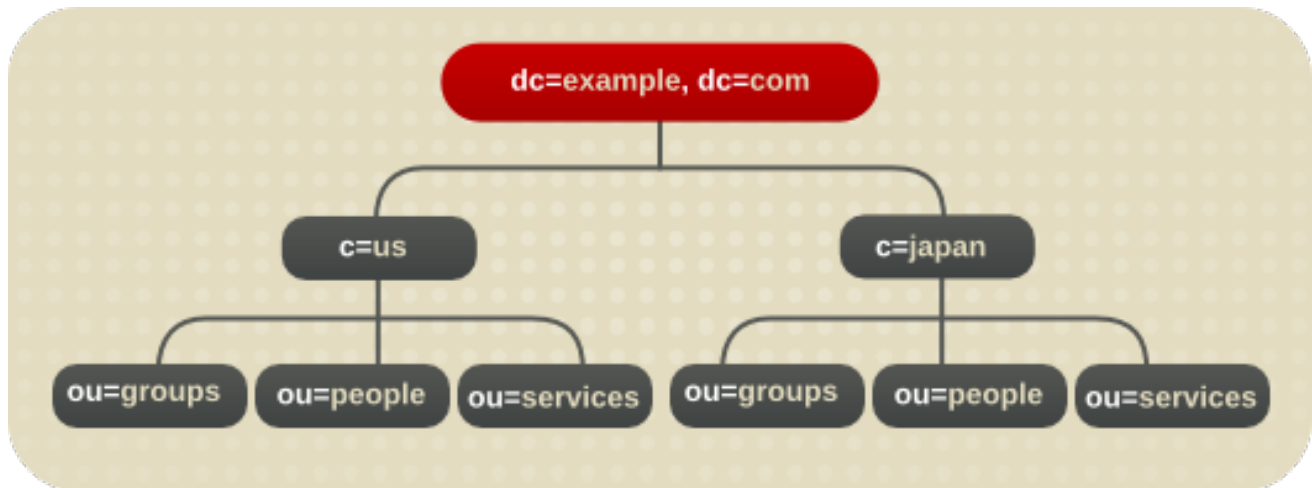 dc=example, dc=com
c=us
c=japan
ou=groups
ou=people
ou=services
ou=groups
ou=people
ou=services